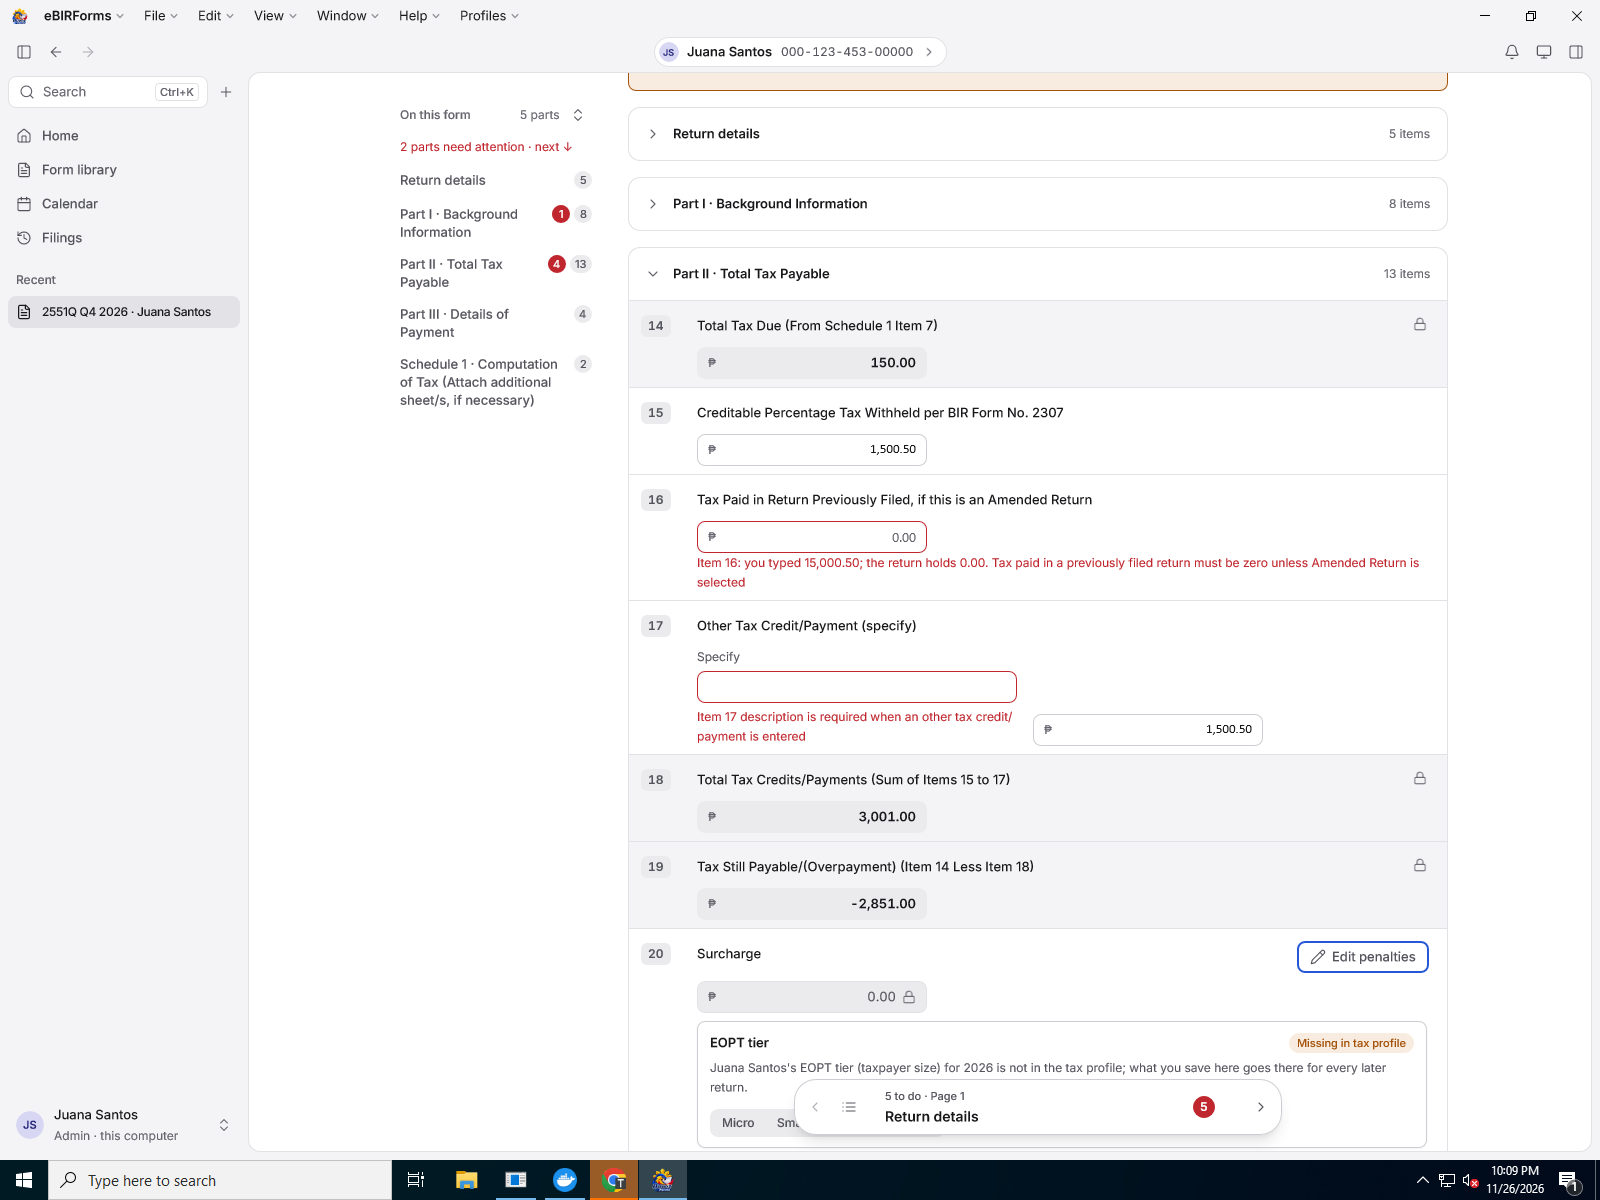 eBIRForms File Edit View Window Help Profiles
JS Juana Santos 000-123-453-00000
Search Ctrl+K
Home
Form library
Calendar
Filings
Recent
2551Q Q4 2026 · Juana Santos
On this form 5 parts
2 parts need attention · next ↓
Return details 5
Part I · Background Information 1 8
Part II · Total Tax Payable 4 13
Part III · Details of Payment 4
Schedule 1 · Computation of Tax (Attach additional sheet/s, if necessary) 2
Return details 5 items
Part I · Background Information 8 items
Part II · Total Tax Payable 13 items
14 Total Tax Due (From Schedule 1 Item 7)
₱ 150.00
15 Creditable Percentage Tax Withheld per BIR Form No. 2307
₱ 1,500.50
16 Tax Paid in Return Previously Filed, if this is an Amended Return
₱ 0.00
Item 16: you typed 15,000.50; the return holds 0.00. Tax paid in a previously filed return must be zero unless Amended Return is
selected
17 Other Tax Credit/Payment (specify)
Specify
Item 17 description is required when an other tax credit/
payment is entered
₱ 1,500.50
18 Total Tax Credits/Payments (Sum of Items 15 to 17)
₱ 3,001.00
19 Tax Still Payable/(Overpayment) (Item 14 Less Item 18)
₱ -2,851.00
20 Surcharge
Edit penalties
₱ 0.00
EOPT tier Missing in tax profile
Juana Santos's EOPT tier (taxpayer size) for 2026 is not in the tax profile; what you save here goes there for every later
return.
Micro
5 to do · Page 1
Return details
5
JS Juana Santos
Admin · this computer
Type here to search
10:09 PM
11/26/2026
1